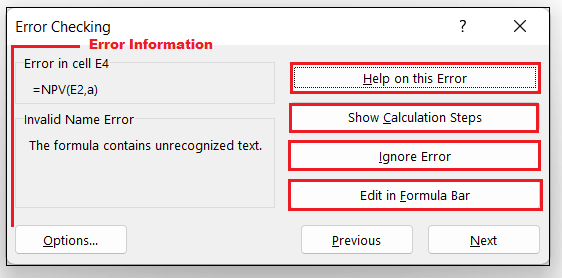 Error Checking
?
Error Information
Error in cell E4
=NPV(E2,a)
Invalid Name Error
The formula contains unrecognized text.
Help on this Error
Show Calculation Steps
Ignore Error
Edit in Formula Bar
Options...
Previous
Next